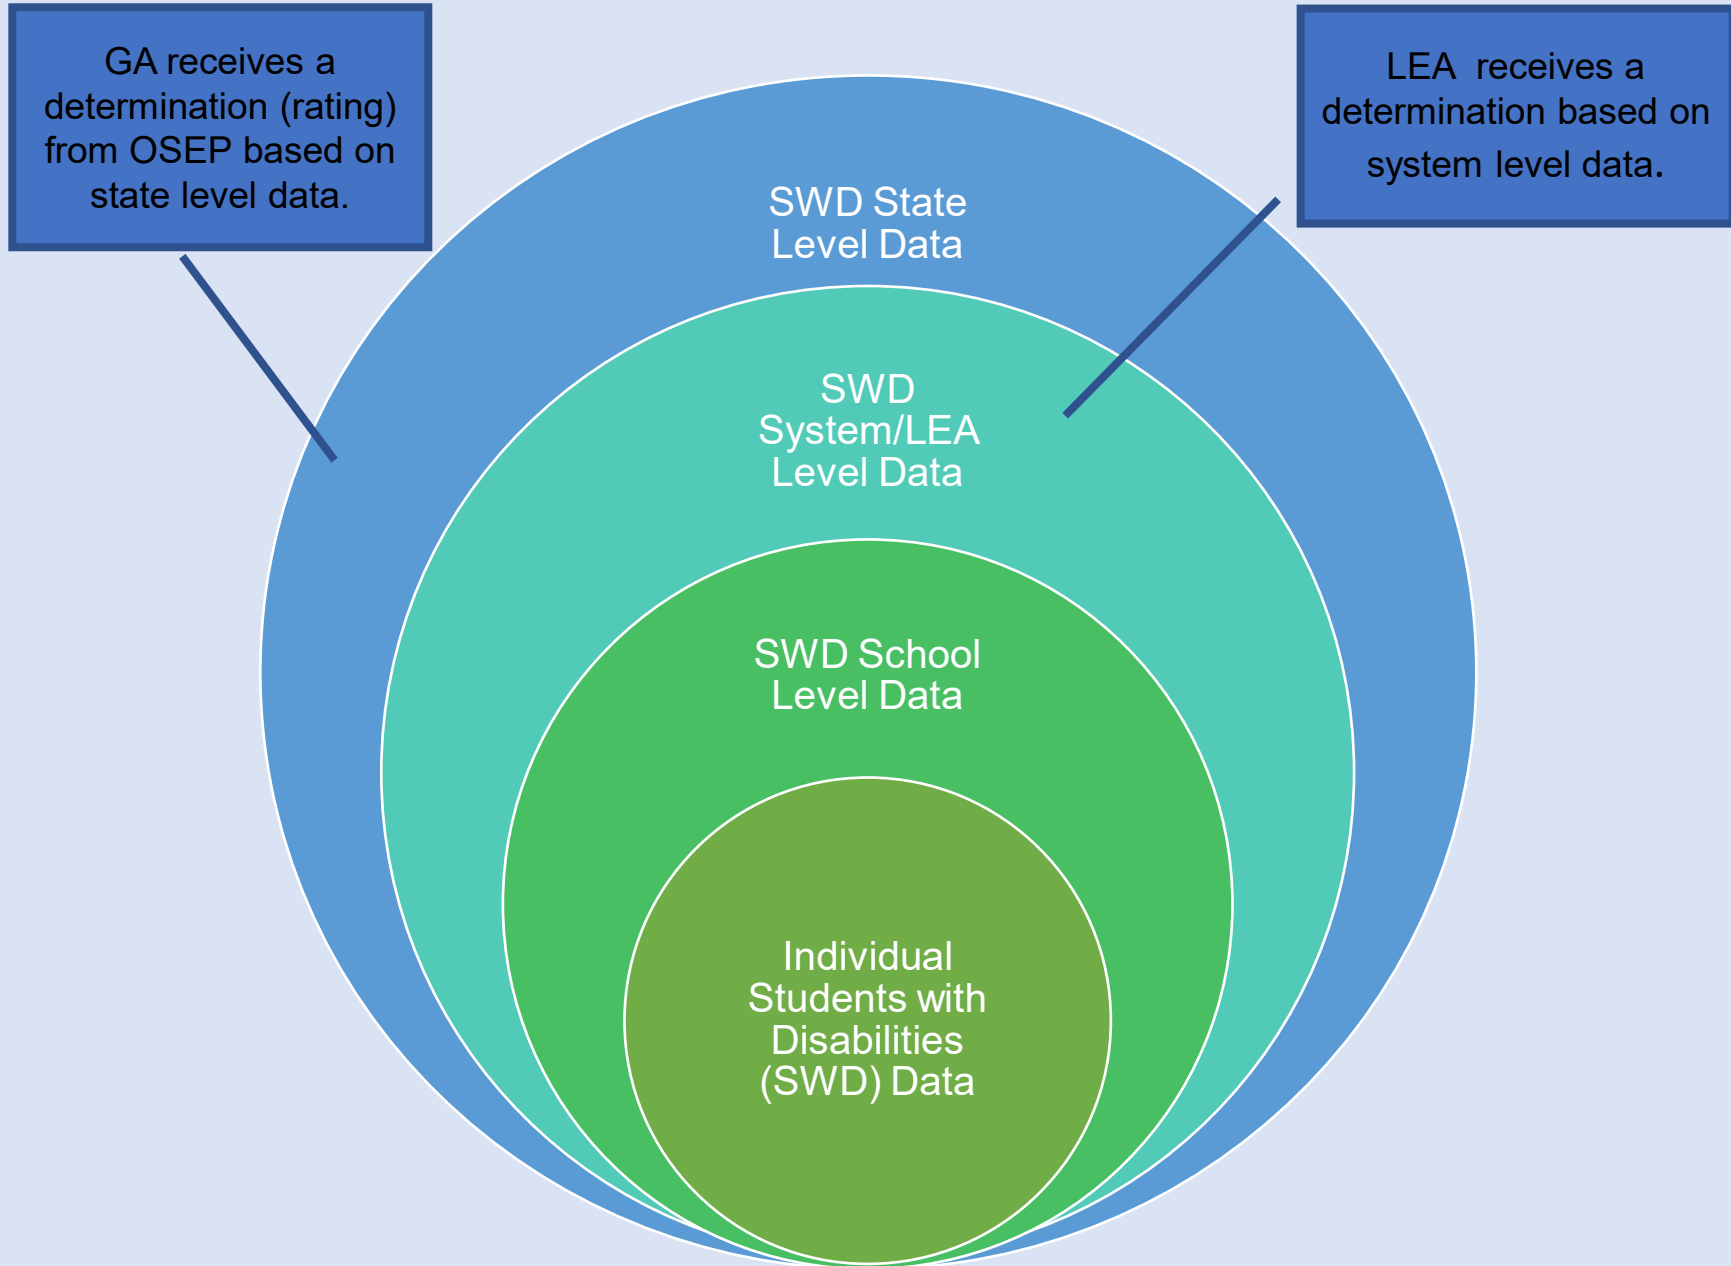 GA receives a
determination (rating)
from OSEP based on
state level data.
LEA  receives a
determination based on
system level data.
SWD State
Level Data
SWD
System/LEA
Level Data
SWD School
Level Data
Individual
Students with
Disabilities
(SWD) Data